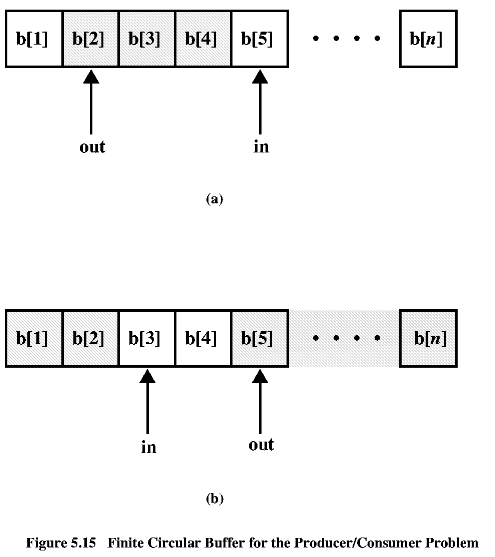 b[1] b[2] b[3] b[4] b[5] • • • • b[n]
out in
(a)
b[1] b[2] b[3] b[4] b[5] • • • • b[n]
in out
(b)
Figure 5.15 Finite Circular Buffer for the Producer/Consumer Problem